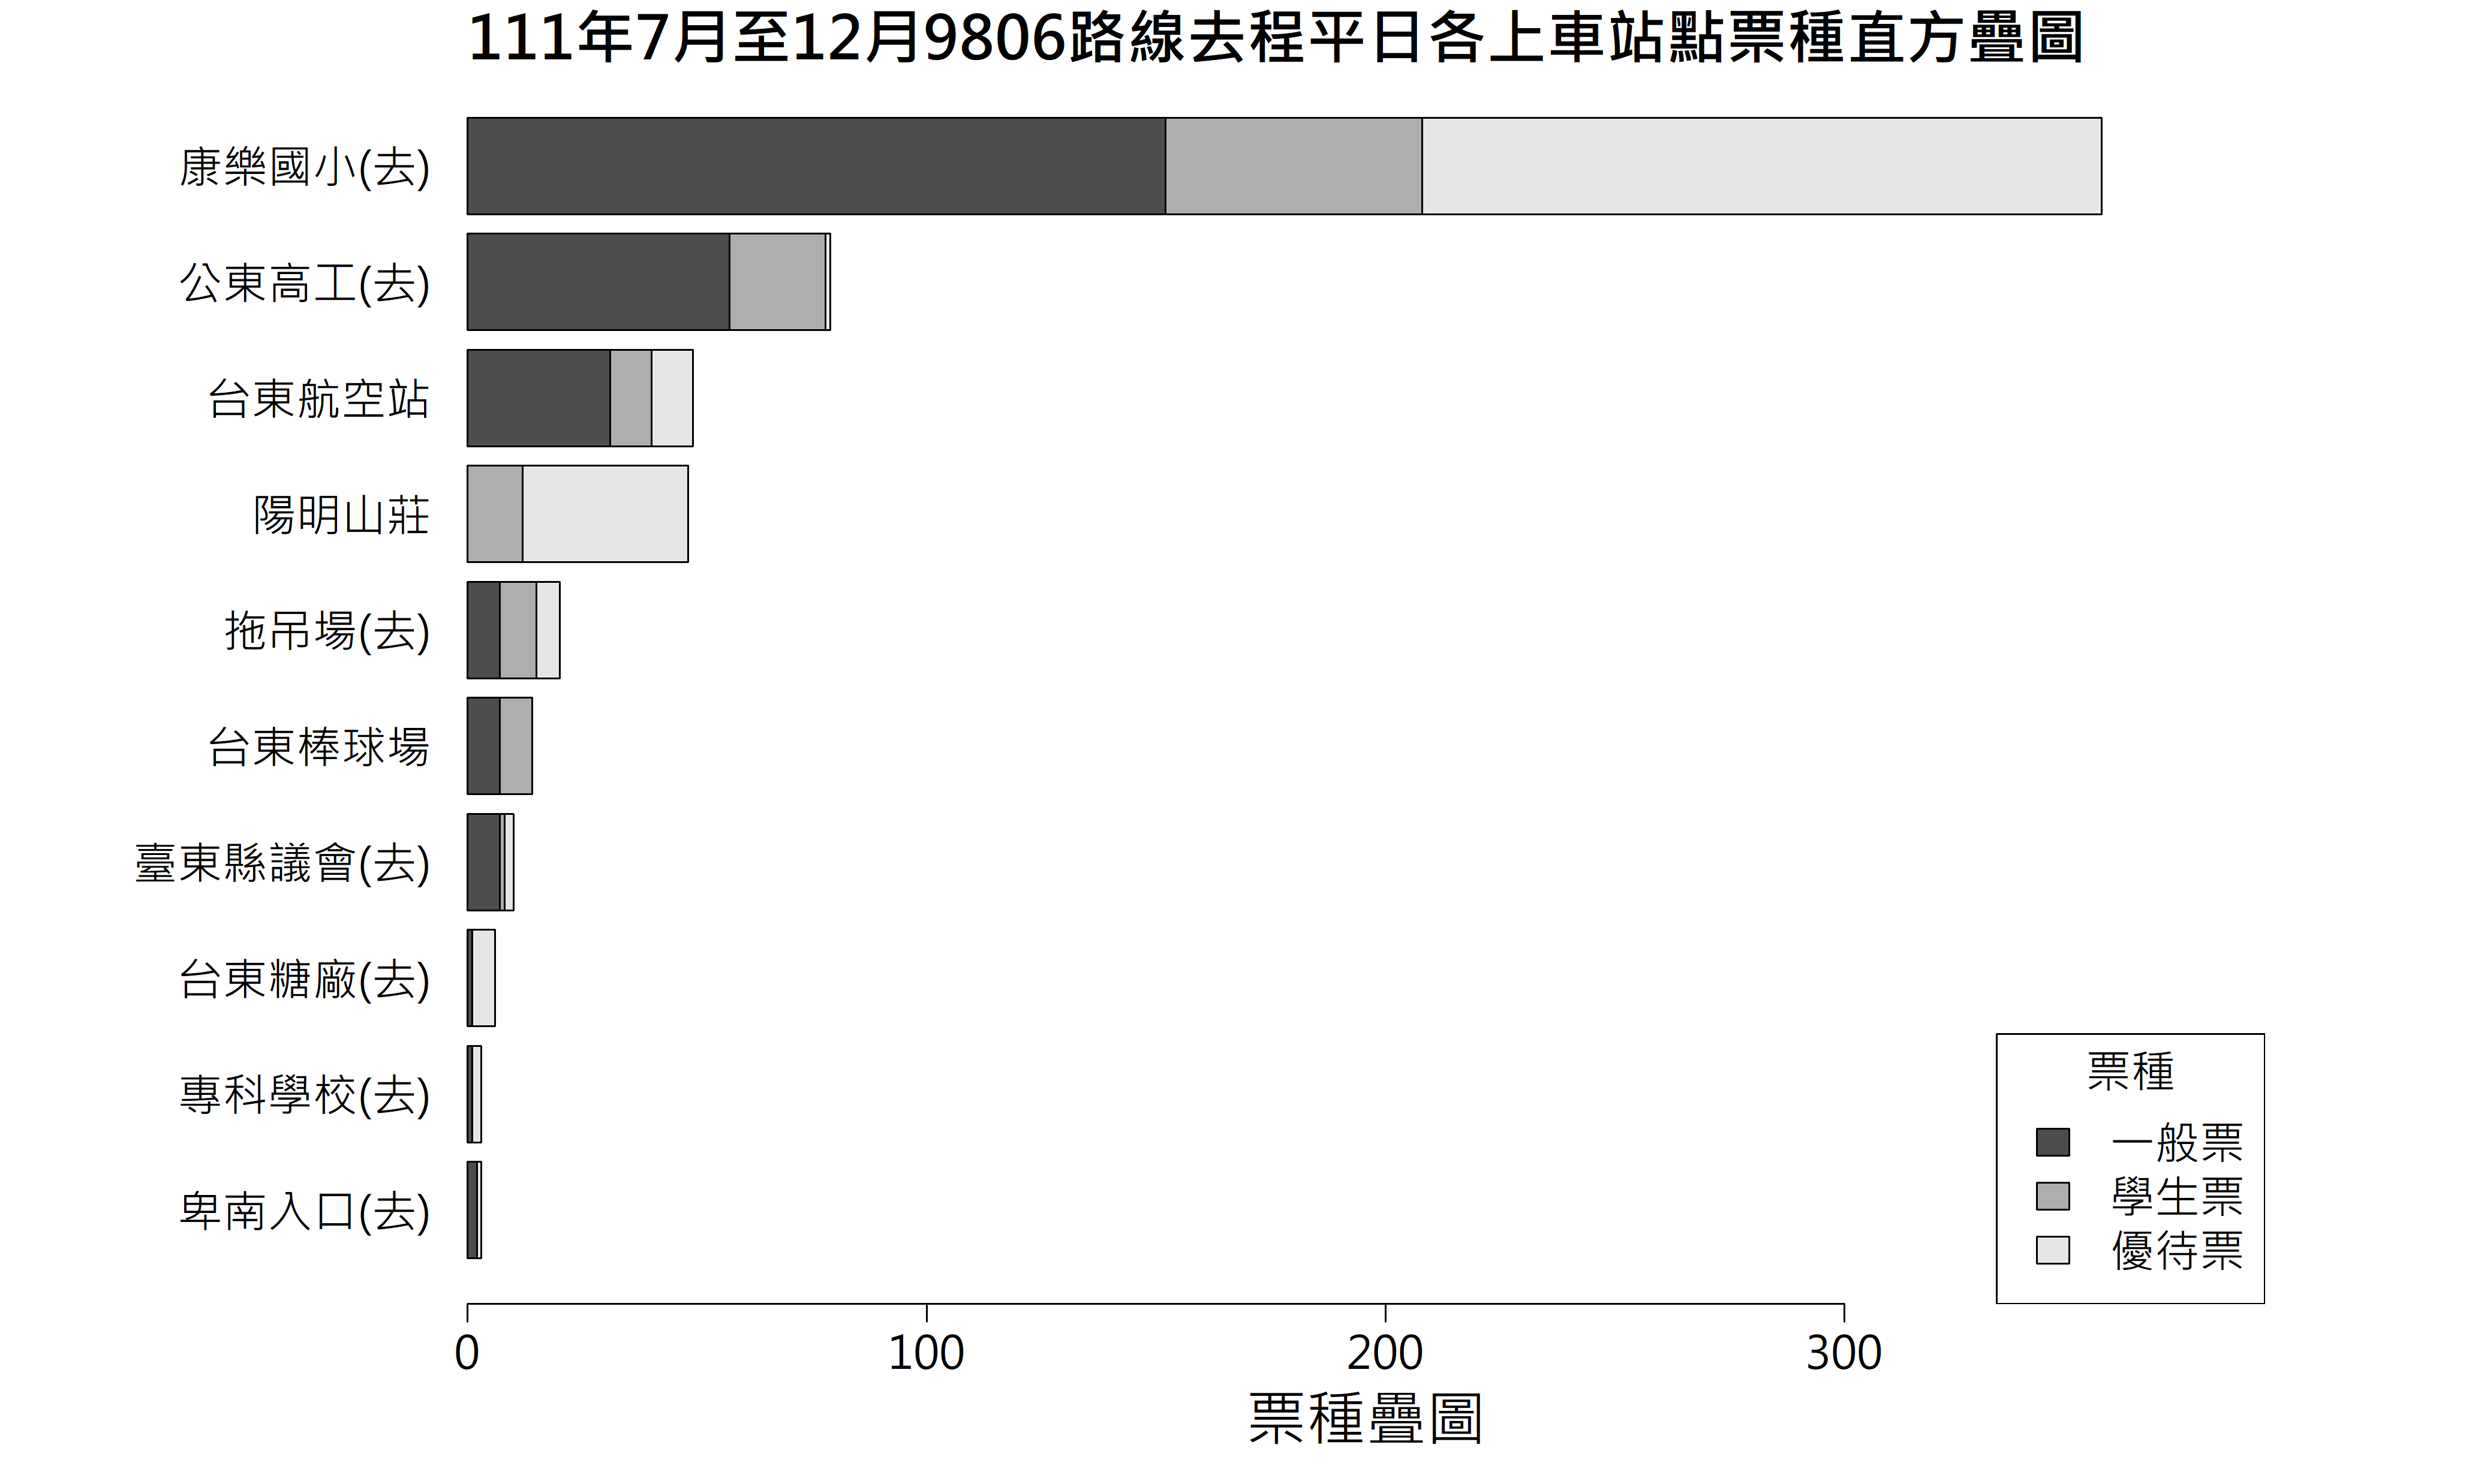 111年7月至12月9806路線去程平日各上車站點票種直方疊圖
康樂國小(去)
公東高工(去)
台東航空站
陽明山莊
拖吊場(去)
台東棒球場
臺東縣議會(去)
台東糖廠(去)
專科學校(去)
卑南入口(去)
票種
一般票
學生票
優待票
0 100 200 300
票種疊圖